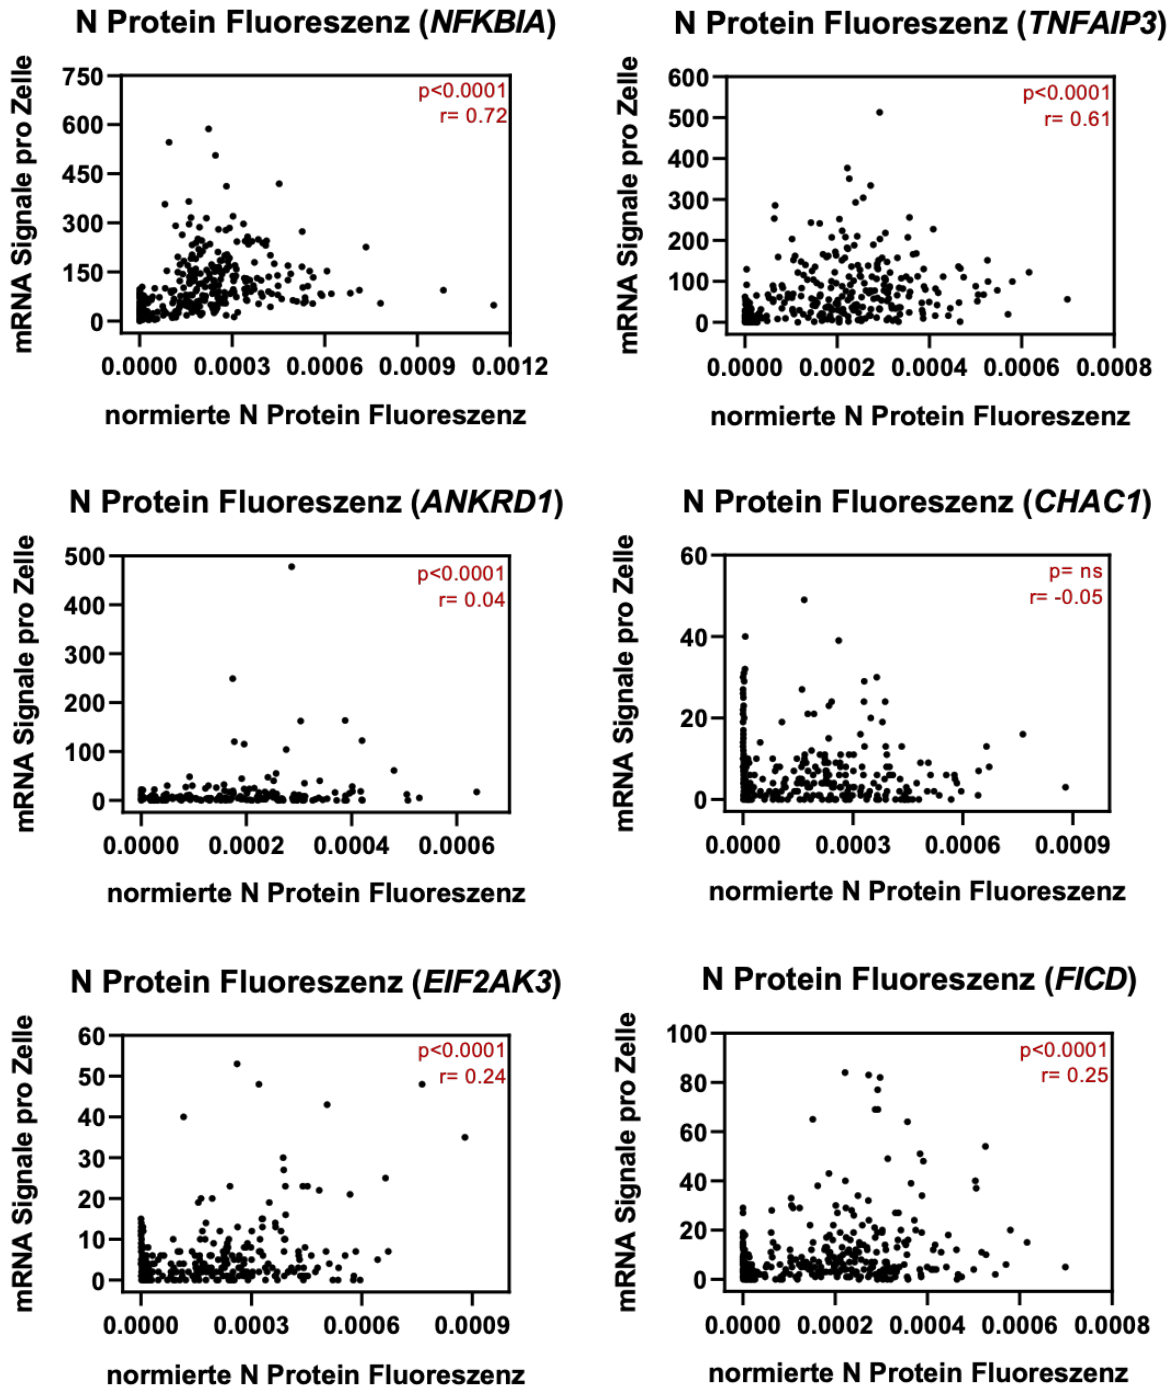 N Protein Fluoreszenz (NFKBIA)
mRNA Signale pro Zelle
750
600
450
300
150
0
p<0.0001
r= 0.72
0.0000 0.0003 0.0006 0.0009 0.0012
normierte N Protein Fluoreszenz
N Protein Fluoreszenz (TNFAIP3)
mRNA Signale pro Zelle
600
500
400
300
200
100
0
p<0.0001
r= 0.61
0.0000 0.0002 0.0004 0.0006 0.0008
normierte N Protein Fluoreszenz
N Protein Fluoreszenz (ANKRD1)
mRNA Signale pro Zelle
500
400
300
200
100
0
p<0.0001
r= 0.04
0.0000 0.0002 0.0004 0.0006
normierte N Protein Fluoreszenz
N Protein Fluoreszenz (CHAC1)
mRNA Signale pro Zelle
60
40
20
0
p= ns
r= -0.05
0.0000 0.0003 0.0006 0.0009
normierte N Protein Fluoreszenz
N Protein Fluoreszenz (EIF2AK3)
mRNA Signale pro Zelle
60
50
40
30
20
10
0
p<0.0001
r= 0.24
0.0000 0.0003 0.0006 0.0009
normierte N Protein Fluoreszenz
N Protein Fluoreszenz (FICD)
mRNA Signale pro Zelle
100
80
60
40
20
0
p<0.0001
r= 0.25
0.0000 0.0002 0.0004 0.0006 0.0008
normierte N Protein Fluoreszenz